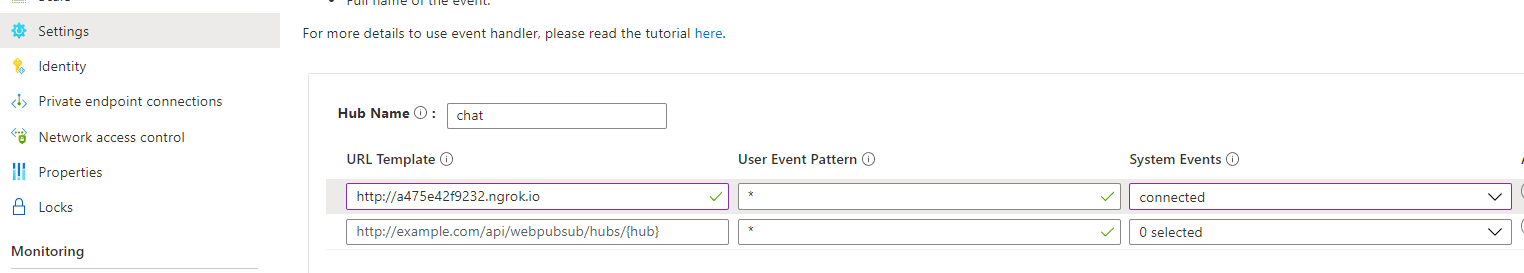 Full name of the event.
Settings
For more details to use event handler, please read the tutorial here.
Identity
Private endpoint connections
Hub Name : chat
Network access control
URL Template User Event Pattern System Events
Properties
http://a475e42f9232.ngrok.io * connected
Locks
http://example.com/api/webpubsub/hubs/{hub} * 0 selected
Monitoring